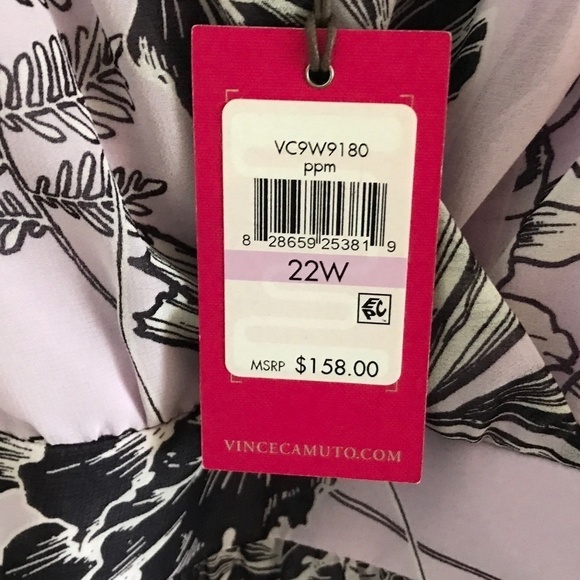 VC9W9180
ppm
8 28659 25381 9
22W
EPC
MSRP $158.00
VINCECAMUTO.COM